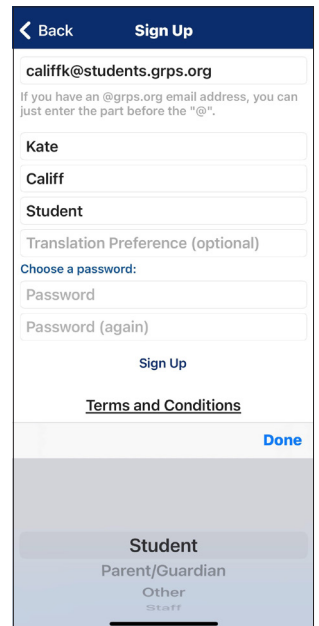 Back Sign Up
califfk@students.grps.org
If you have an @grps.org email address, you can
just enter the part before the "@".
Kate
Califf
Student
Translation Preference (optional)
Choose a password:
Password
Password (again)
Sign Up
Terms and Conditions
Done
Student
Parent/Guardian
Other
Staff